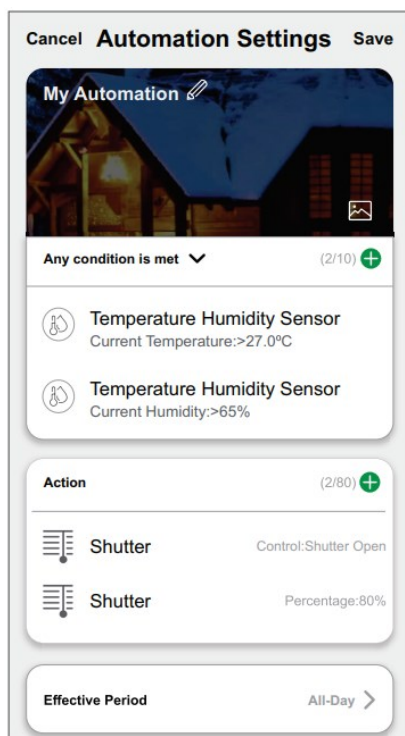 Cancel Automation Settings Save
My Automation
Any condition is met (2/10)
Temperature Humidity Sensor
Current Temperature:>27.0ºC
Temperature Humidity Sensor
Current Humidity:>65%
Action (2/80)
Shutter Control:Shutter Open
Shutter Percentage:80%
Effective Period All-Day